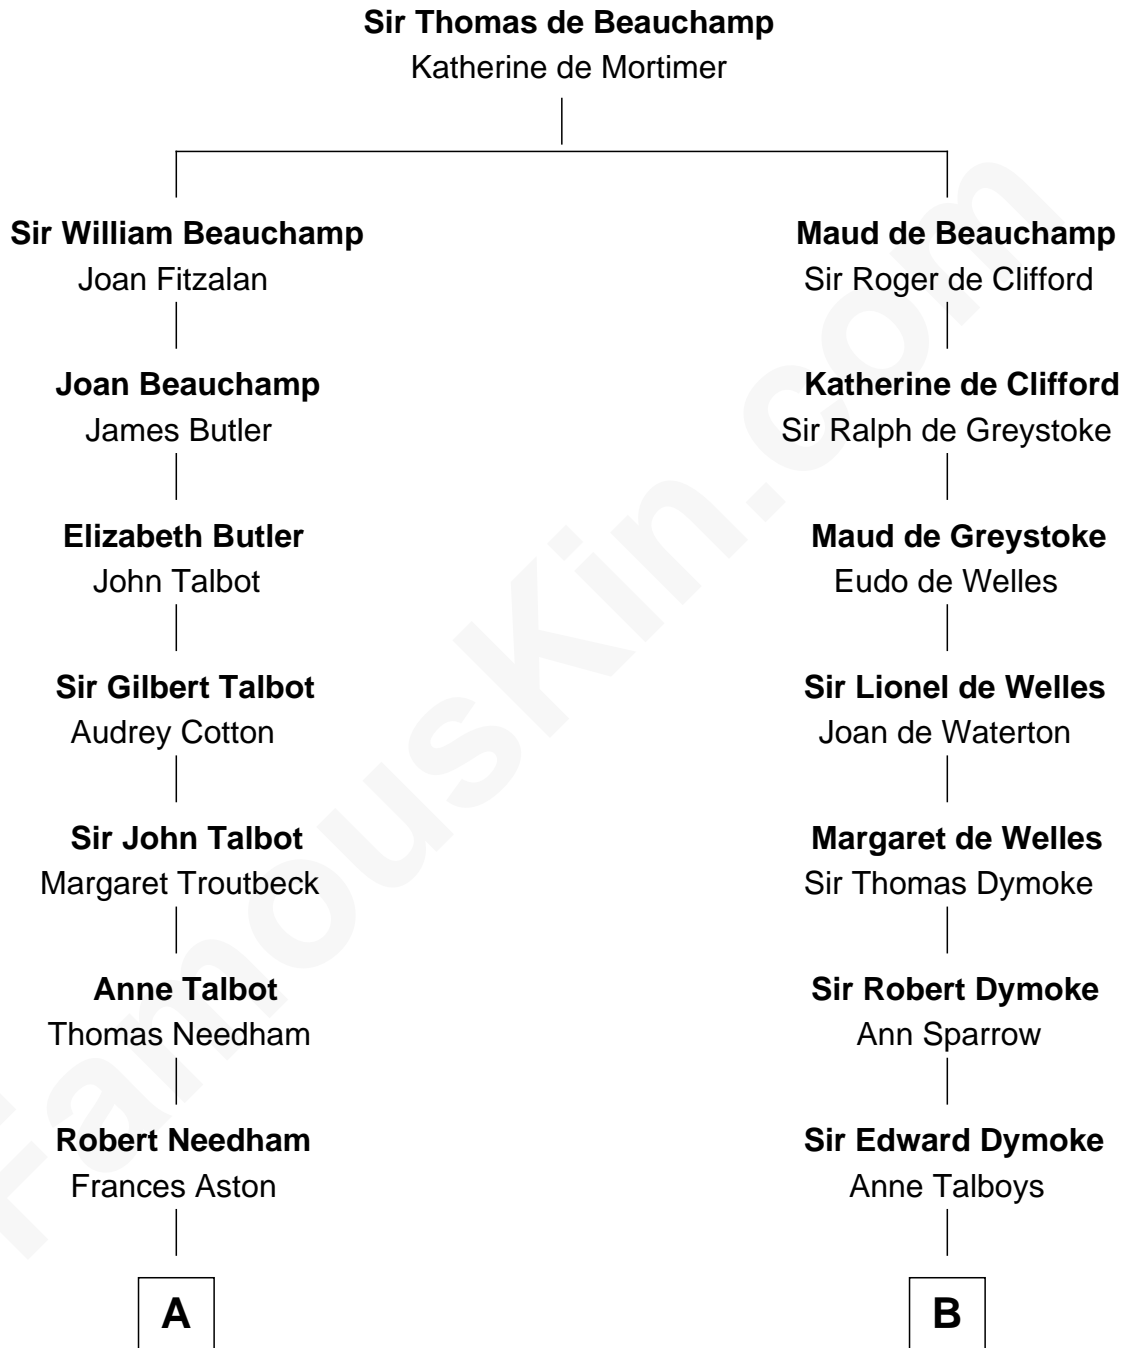 Sir Thomas de Beauchamp
Katherine de Mortimer
Sir William Beauchamp
Joan Fitzalan
Maud de Beauchamp
Sir Roger de Clifford
Joan Beauchamp
James Butler
Katherine de Clifford
Sir Ralph de Greystoke
Elizabeth Butler
John Talbot
Maud de Greystoke
Eudo de Welles
Sir Gilbert Talbot
Audrey Cotton
Sir Lionel de Welles
Joan de Waterton
Sir John Talbot
Margaret Troutbeck
Margaret de Welles
Sir Thomas Dymoke
Anne Talbot
Thomas Needham
Sir Robert Dymoke
Ann Sparrow
Robert Needham
Frances Aston
Sir Edward Dymoke
Anne Talboys
A
B
FamousKin.com